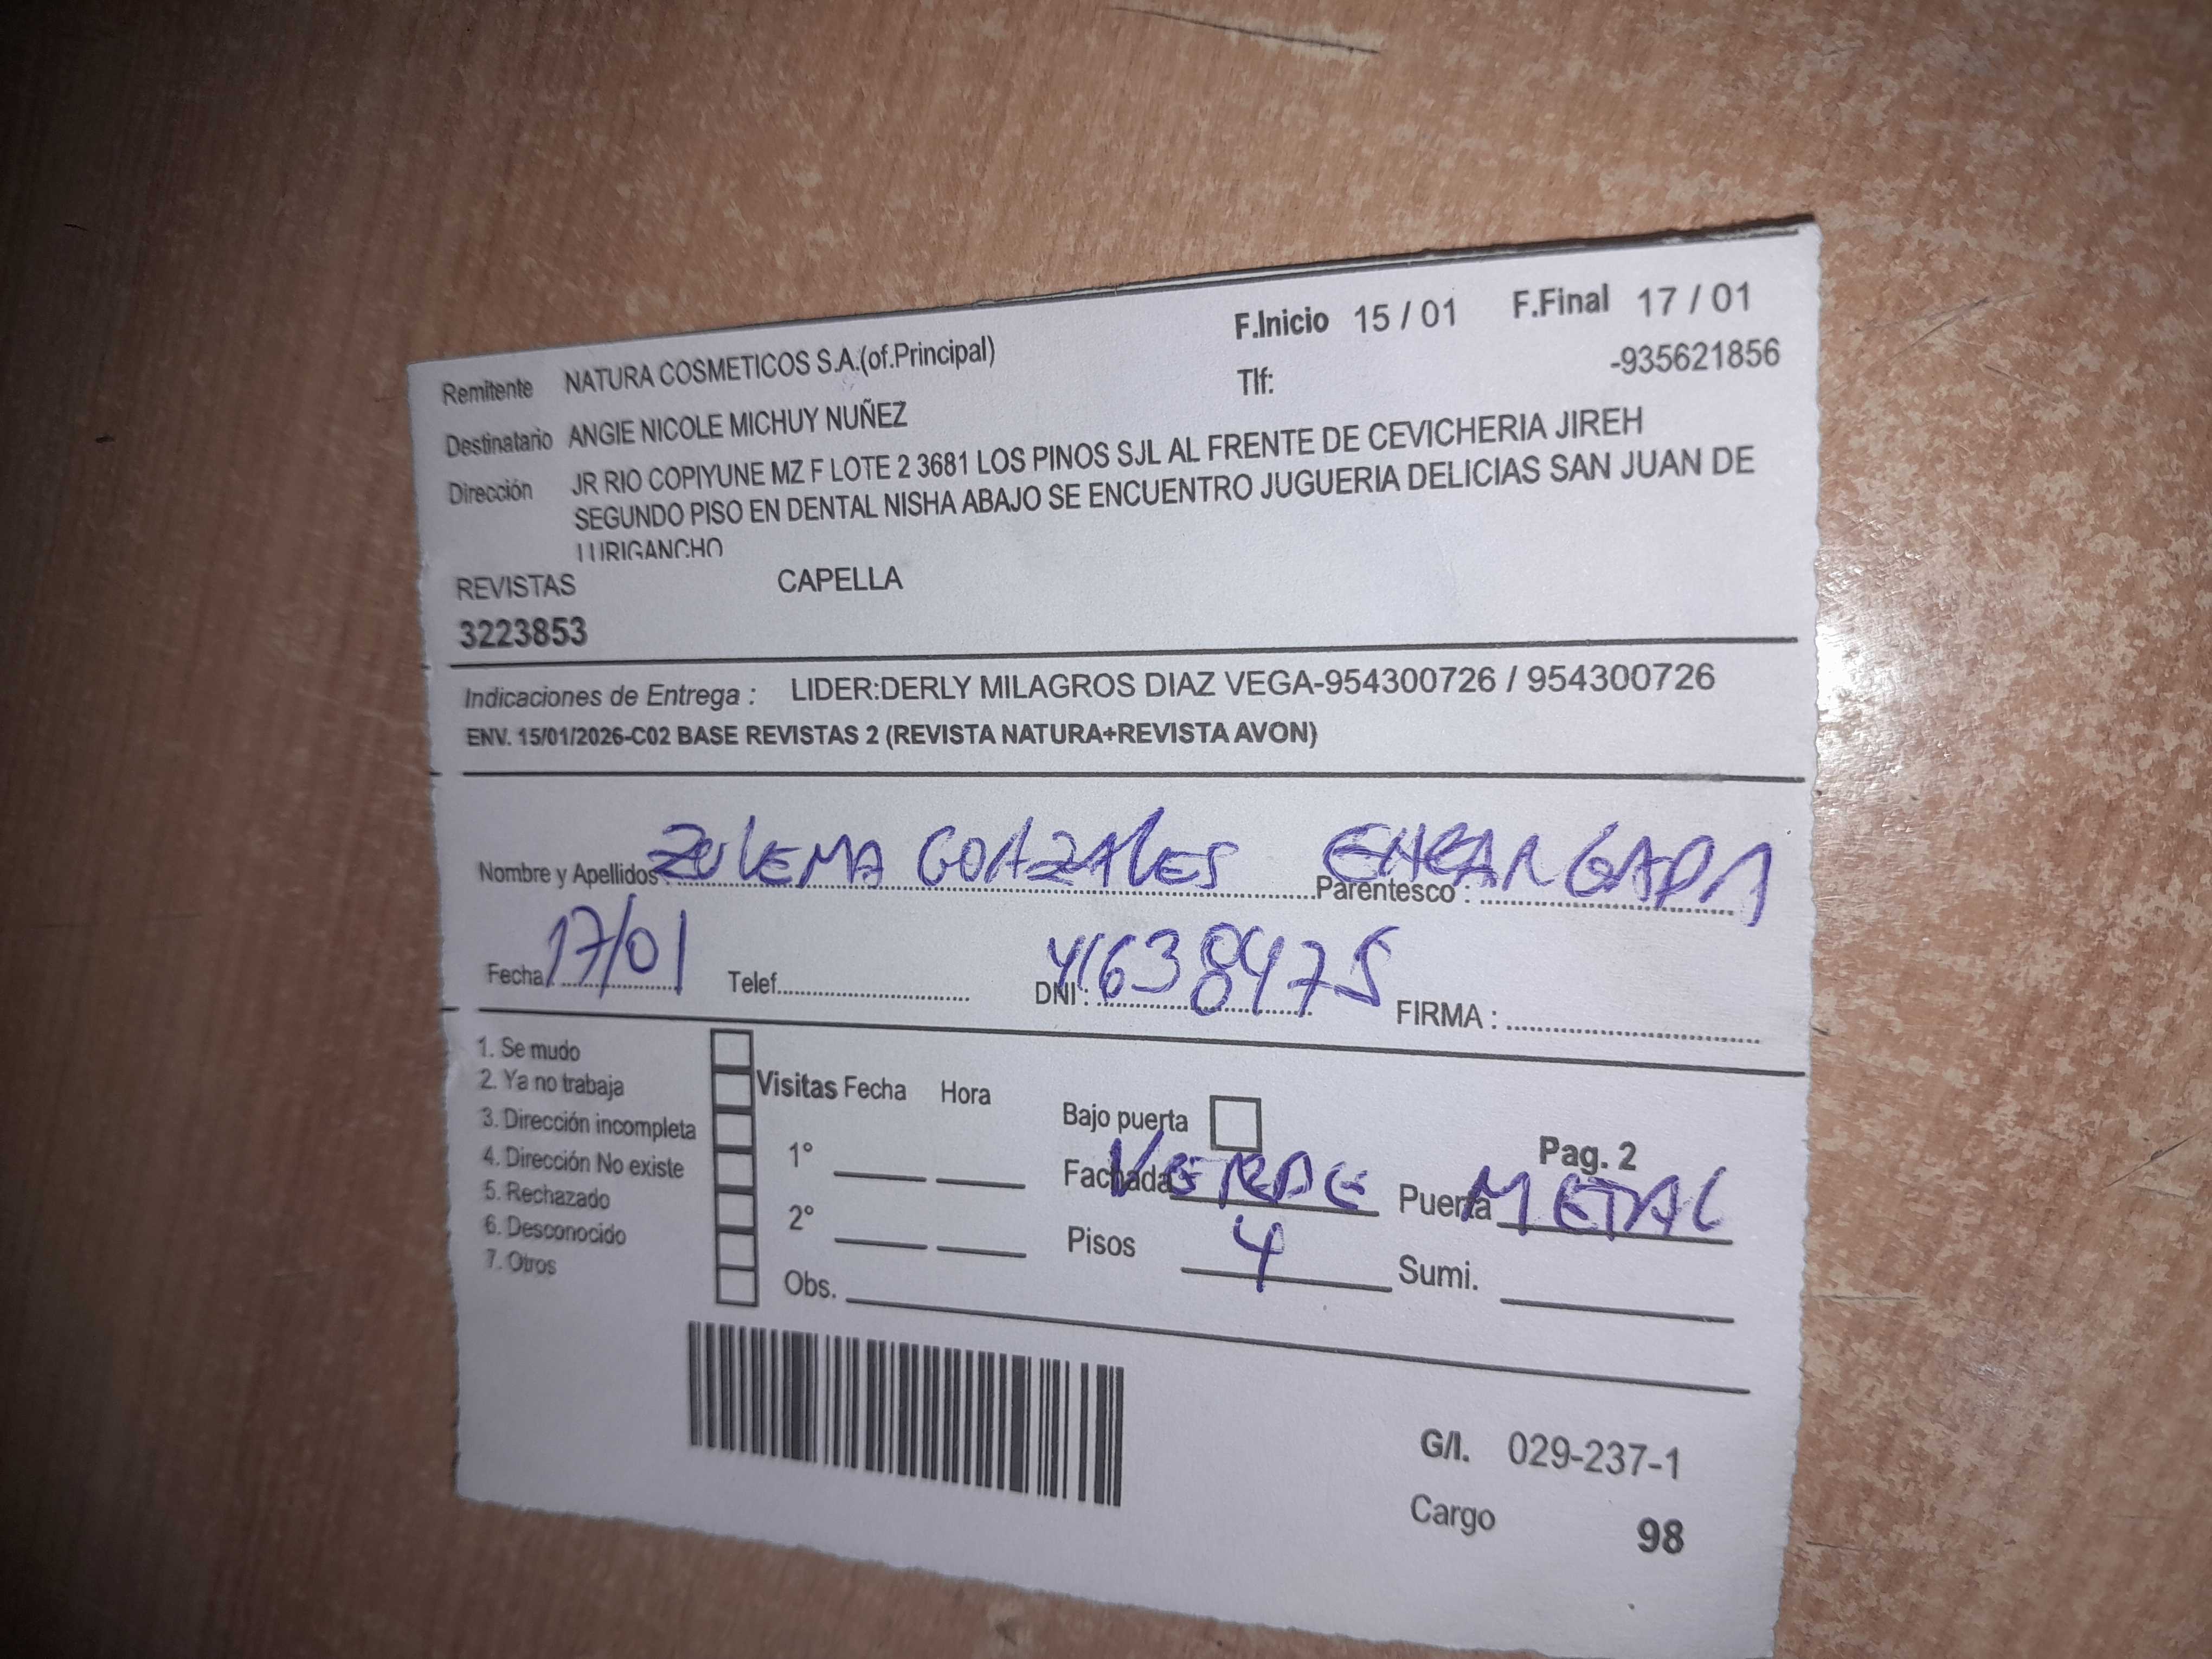 F.Inicio 15 / 01 F.Final 17 / 01
Remitente NATURA COSMETICOS S.A.(of.Principal) Tlf: -935621856
Destinatario ANGIE NICOLE MICHUY NUÑEZ
Dirección JR RIO COPIYUNE MZ F LOTE 2 3681 LOS PINOS SJL AL FRENTE DE CEVICHERIA JIREH
SEGUNDO PISO EN DENTAL NISHA ABAJO SE ENCUENTRO JUGUERIA DELICIAS SAN JUAN DE
LURIGANCHO
REVISTAS CAPELLA
3223853
Indicaciones de Entrega : LIDER:DERLY MILAGROS DIAZ VEGA-954300726 / 954300726
ENV. 15/01/2026-C02 BASE REVISTAS 2 (REVISTA NATURA+REVISTA AVON)
Nombre y Apellidos ZULEMA GONZALES Parentesco : ENCARGADA
Fecha 17/01 Telef. DNI : 41638475 FIRMA :
1. Se mudo
2. Ya no trabaja Visitas Fecha Hora Bajo puerta
3. Dirección incompleta 1° Pag. 2
4. Dirección No existe Fachada VERDE Puerta METAL
5. Rechazado 2°
6. Desconocido Pisos 4 Sumi.
7. Otros Obs.
G/I. 029-237-1
Cargo 98